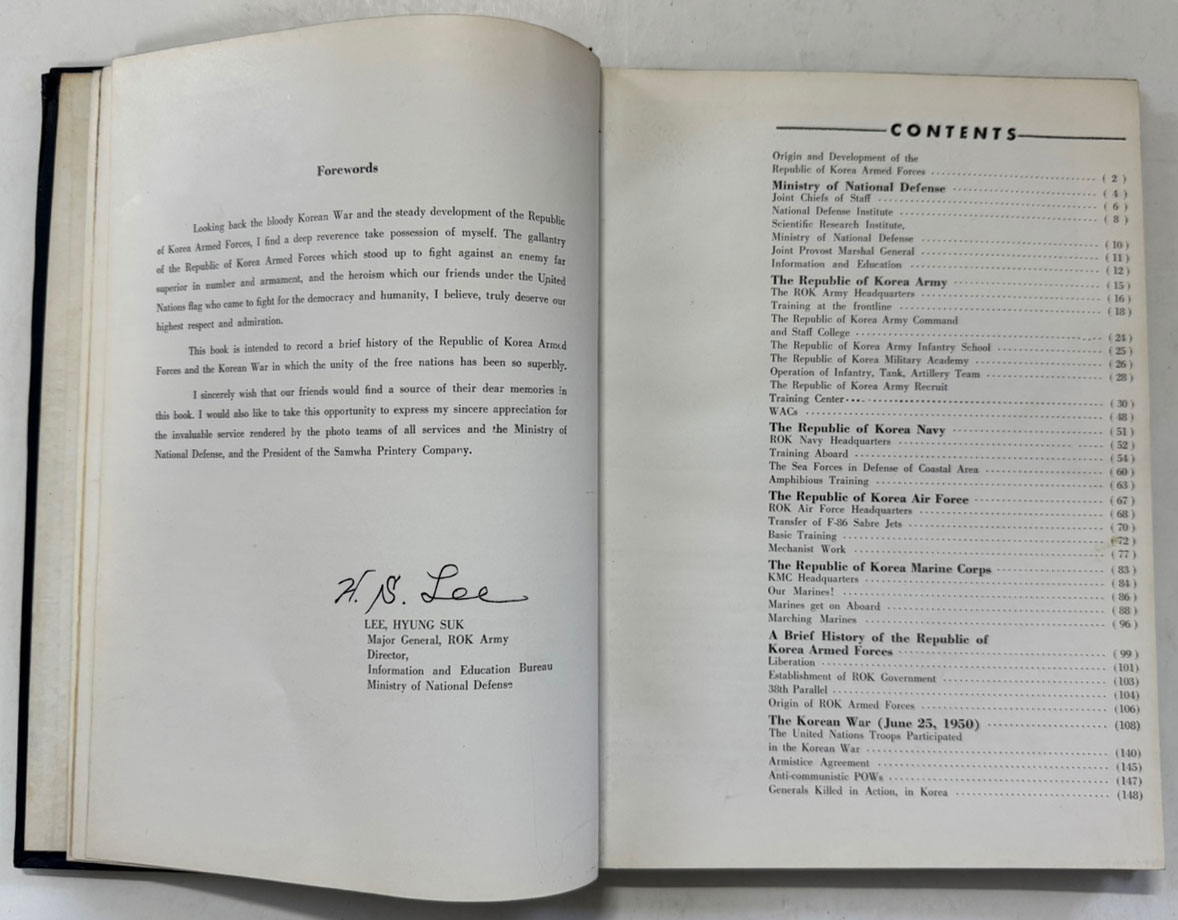 Forewords
Looking back the bloody Korean War and the steady development of the Republic
of Korea Armed Forces, I find a deep reverence take possession of myself. The gallantry
of the Republic of Korea Armed Forces which stood up to fight against an enemy far
superior in number and armament, and the heroism which our friends under the United
Nations flag who came to fight for the democracy and humanity, I believe, truly deserve our
highest respect and admiration.
This book is intended to record a brief history of the Republic of Korea Armed
Forces and the Korean War in which the unity of the free nations has been so superbly.
I sincerely wish that our friends would find a source of their dear memories in
this book. I would also like to take this opportunity to express my sincere appreciation for
the invaluable service rendered by the photo teams of all services and the Ministry of
National Defense, and the President of the Samwha Printery Company.
H. S. Lee
LEE, HYUNG SUK
Major General, ROK Army
Director,
Information and Education Bureau
Ministry of National Defense
CONTENTS
Origin and Development of the
Republic of Korea Armed Forces ( 2 )
Ministry of National Defense ( 4 )
Joint Chiefs of Staff ( 6 )
National Defense Institute ( 8 )
Scientific Research Institute,
Ministry of National Defense (10)
Joint Provost Marshal General (11)
Information and Education (12)
The Republic of Korea Army (15)
The ROK Army Headquarters (16)
Training at the frontline (18)
The Republic of Korea Army Command
and Staff College (24)
The Republic of Korea Army Infantry School (25)
The Republic of Korea Military Academy (26)
Operation of Infantry, Tank, Artillery Team (28)
The Republic of Korea Army Recruit
Training Center (30)
WACs (48)
The Republic of Korea Navy (51)
ROK Navy Headquarters (52)
Training Aboard (54)
The Sea Forces in Defense of Coastal Area (60)
Amphibious Training (63)
The Republic of Korea Air Force (67)
ROK Air Force Headquarters (68)
Transfer of F-86 Sabre Jets (70)
Basic Training (72)
Mechanist Work (77)
The Republic of Korea Marine Corps (83)
KMC Headquarters (84)
Our Marines! (86)
Marines get on Aboard (88)
Marching Marines (96)
A Brief History of the Republic of
Korea Armed Forces (99)
Liberation (101)
Establishment of ROK Government (103)
38th Parallel (104)
Origin of ROK Armed Forces (106)
The Korean War (June 25, 1950) (108)
The United Nations Troops Participated
in the Korean War (140)
Armistice Agreement (145)
Anti-communistic POWs (147)
Generals Killed in Action, in Korea (148)